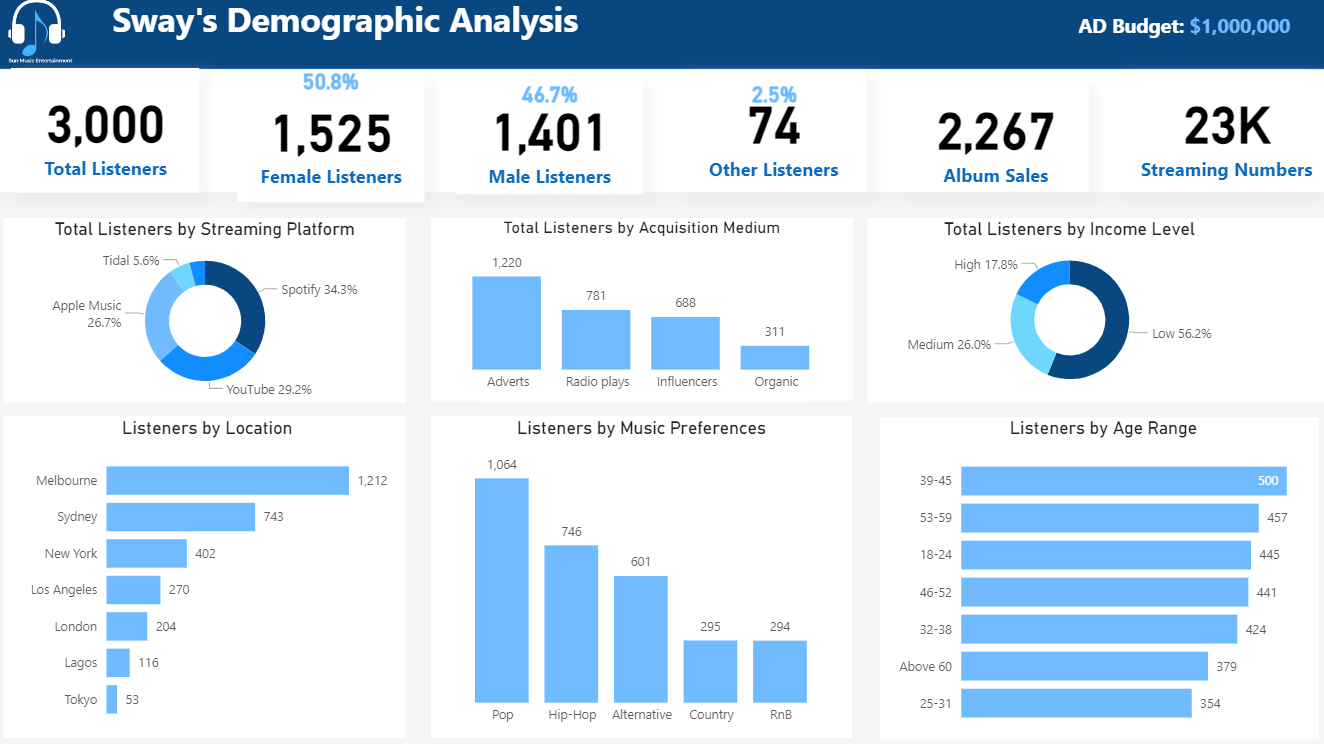 Sway's Demographic Analysis
AD Budget: $1,000,000
Sun Music Entertainment
3,000
Total Listeners
50.8%
1,525
Female Listeners
46.7%
1,401
Male Listeners
2.5%
74
Other Listeners
2,267
Album Sales
23K
Streaming Numbers
Total Listeners by Streaming Platform
Tidal 5.6%
Spotify 34.3%
Apple Music
26.7%
YouTube 29.2%
Total Listeners by Acquisition Medium
1,220
781
688
311
Adverts
Radio plays
Influencers
Organic
Total Listeners by Income Level
High 17.8%
Low 56.2%
Medium 26.0%
Listeners by Location
Melbourne 1,212
Sydney 743
New York 402
Los Angeles 270
London 204
Lagos 116
Tokyo 53
Listeners by Music Preferences
1,064
746
601
295
294
Pop
Hip-Hop
Alternative
Country
RnB
Listeners by Age Range
39-45 500
53-59 457
18-24 445
46-52 441
32-38 424
Above 60 379
25-31 354